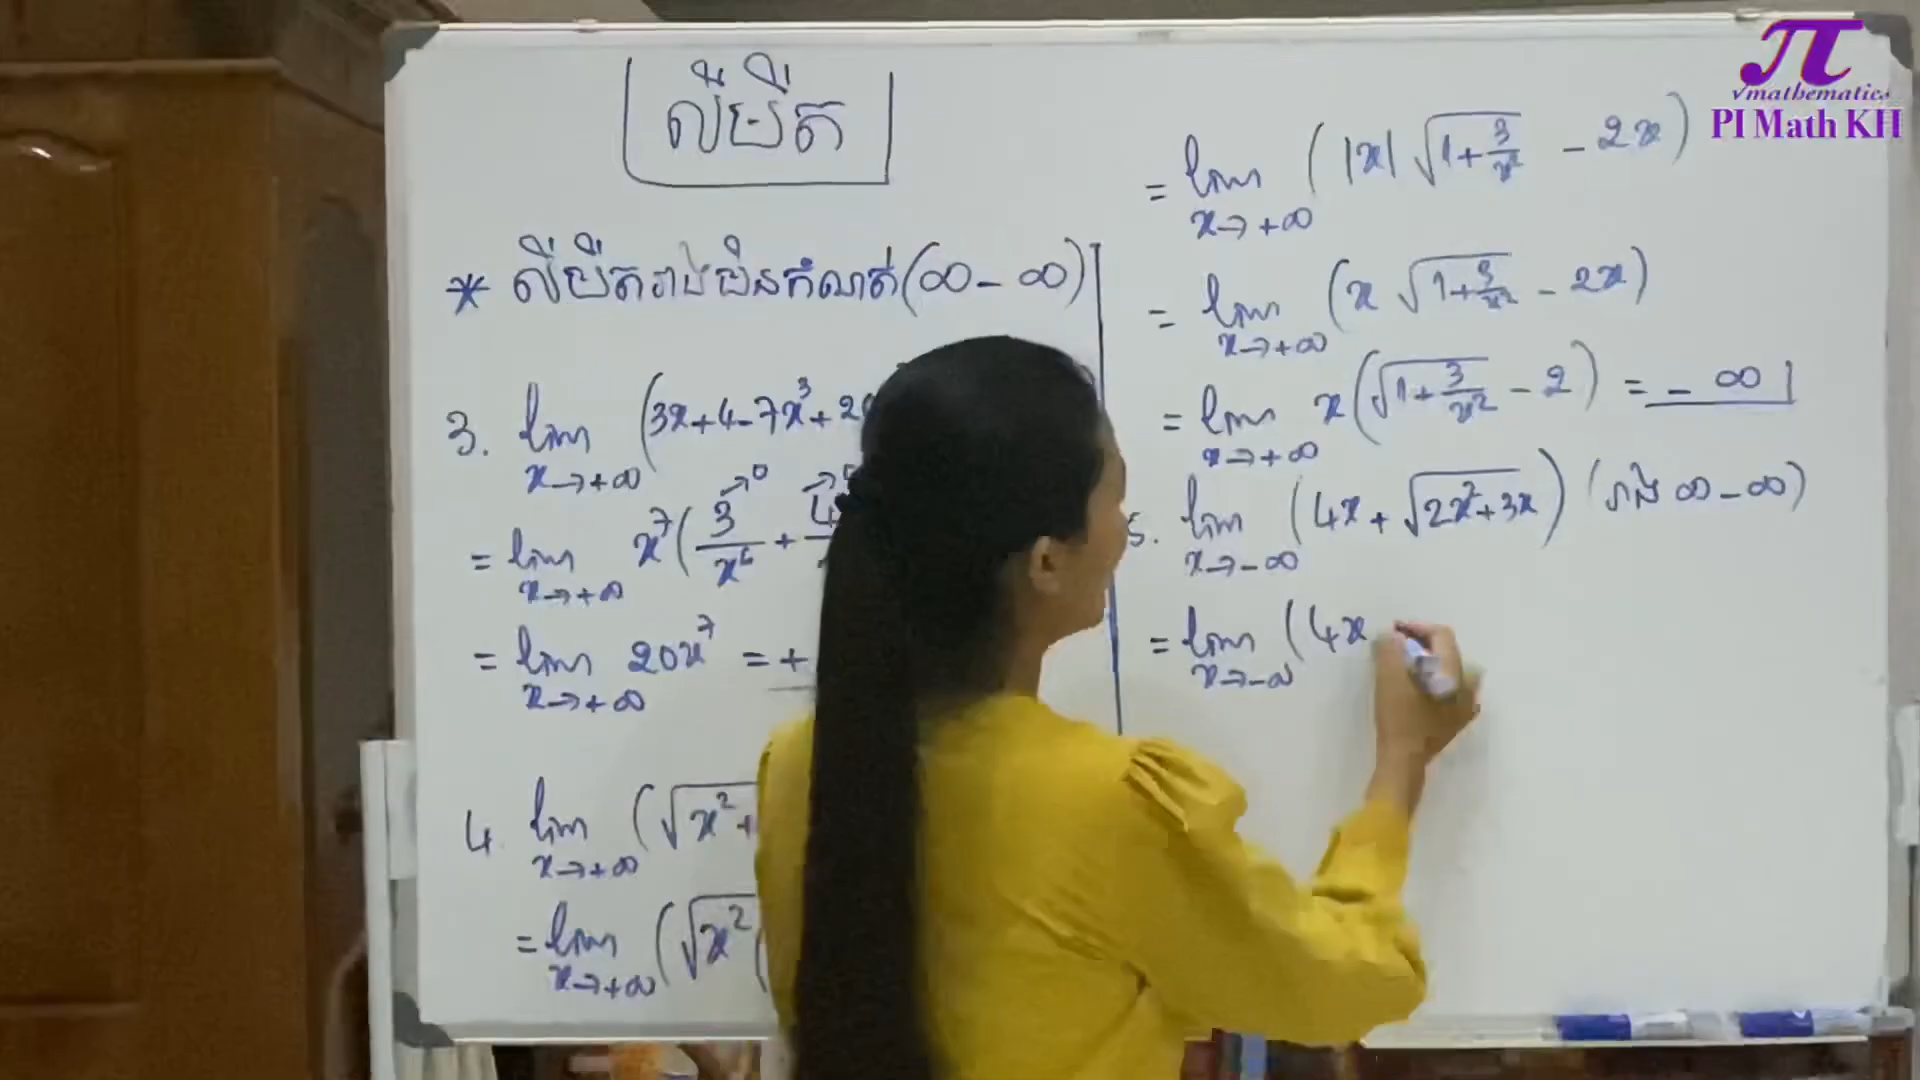 លីមីត
* លីមីតរាងមិនកំណត់ (∞ - ∞)
3. lim (3x+4-7x³+20
x→+∞
= lim x⁷(3/x⁶ + 4
x→+∞
= lim 20x⁷ = +
x→+∞
4. lim (√x²+
x→+∞
= lim (√x²(
x→+∞
= lim (|x| √1+3/x² - 2x)
x→+∞
= lim (x √1+3/x² - 2x)
x→+∞
= lim x(√1+3/x² - 2) = - ∞
x→+∞
5. lim (4x + √2x²+3x) (រាង ∞ - ∞)
x→-∞
= lim (4x
x→-∞
π
√mathematics
PI Math KH